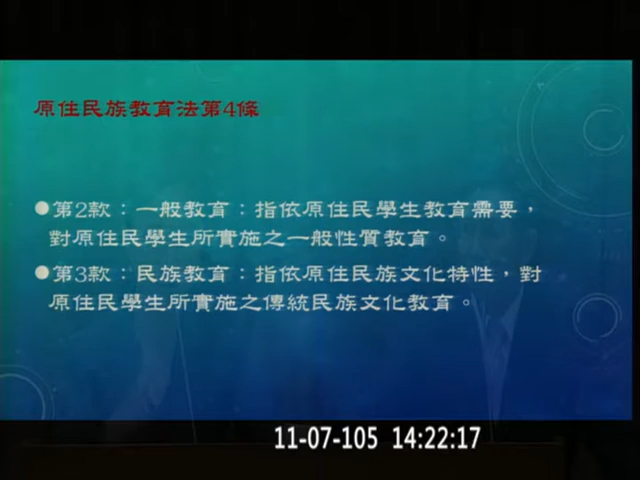 原住民族教育法第4條
●第2款：一般教育：指依原住民學生教育需要，
對原住民學生所實施之一般性質教育。
●第3款：民族教育：指依原住民族文化特性，對
原住民學生所實施之傳統民族文化教育。
11-07-105 14:22:17